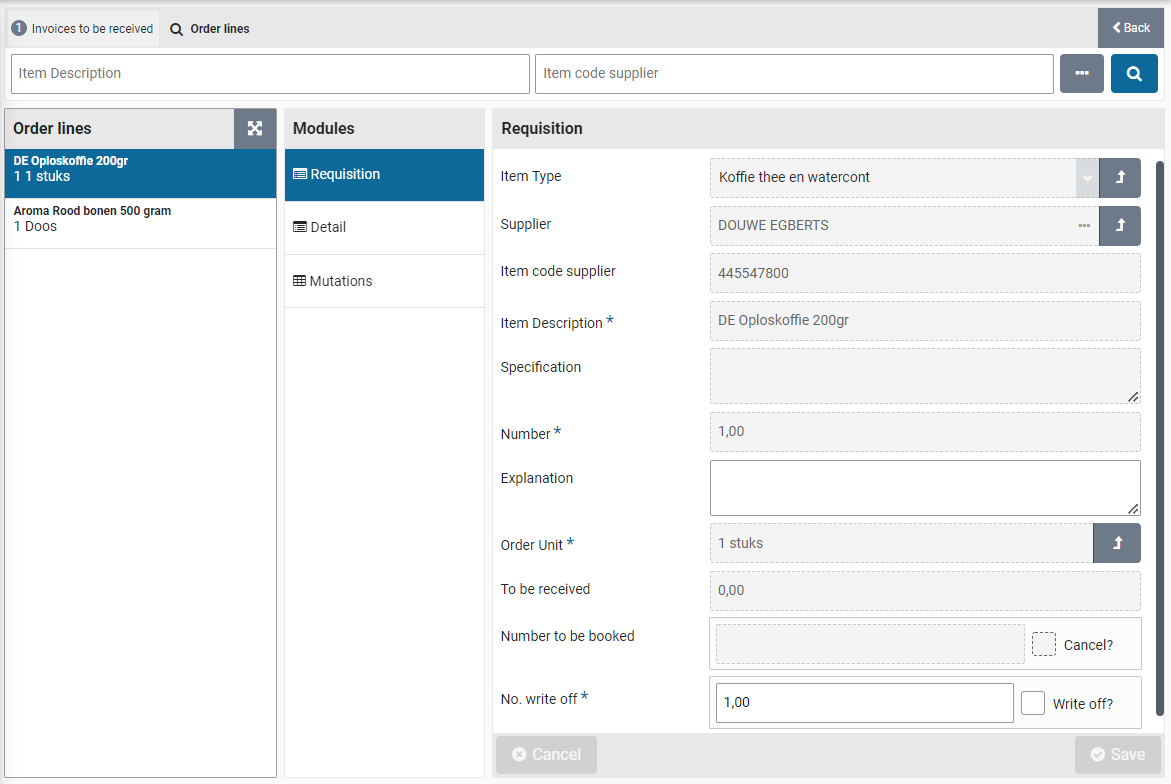 1 Invoices to be received
Order lines
Back
Item Description
Item code supplier
Order lines
DE Oploskoffie 200gr
1 1 stuks
Aroma Rood bonen 500 gram
1 Doos
Modules
Requisition
Detail
Mutations
Requisition
Item Type
Koffie thee en watercont
Supplier
DOUWE EGBERTS
Item code supplier
445547800
Item Description *
DE Oploskoffie 200gr
Specification
Number *
1,00
Explanation
Order Unit *
1 stuks
To be received
0,00
Number to be booked
Cancel?
No. write off *
1,00
Write off?
Cancel
Save